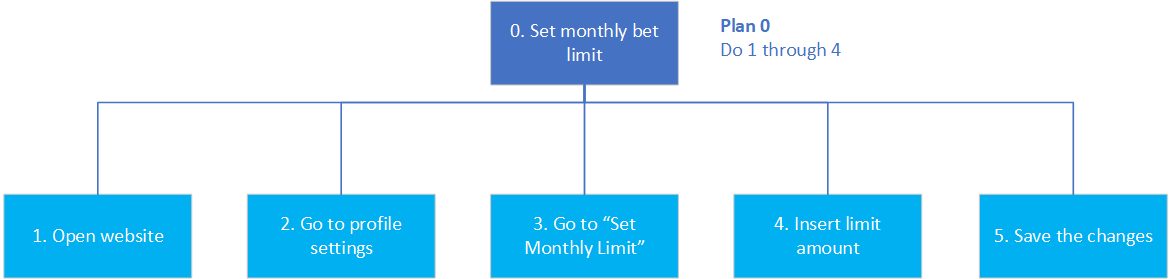 0. Set monthly bet
limit
Plan 0
Do 1 through 4
1. Open website
2. Go to profile
settings
3. Go to “Set
Monthly Limit”
4. Insert limit
amount
5. Save the changes